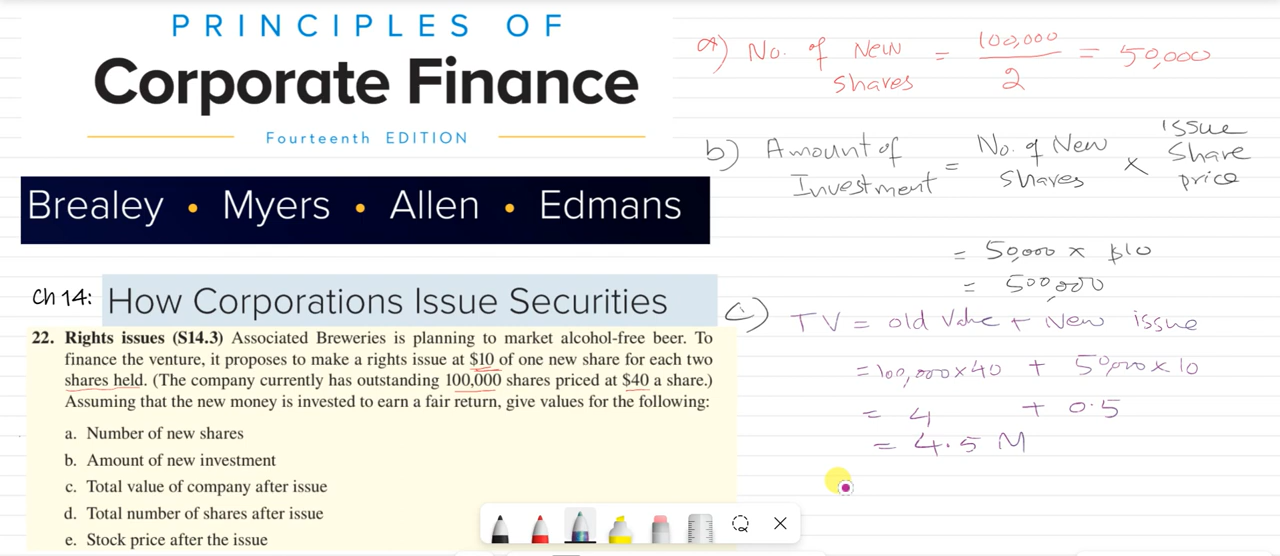 PRINCIPLES OF
Corporate Finance
Fourteenth EDITION
Brealey • Myers • Allen • Edmans
Ch 14: How Corporations Issue Securities
22. Rights issues (S14.3) Associated Breweries is planning to market alcohol-free beer. To
finance the venture, it proposes to make a rights issue at $10 of one new share for each two
shares held. (The company currently has outstanding 100,000 shares priced at $40 a share.)
Assuming that the new money is invested to earn a fair return, give values for the following:
a. Number of new shares
b. Amount of new investment
c. Total value of company after issue
d. Total number of shares after issue
e. Stock price after the issue
a) No. of New shares = 100,000 / 2 = 50,000
b) Amount of Investment = No. of New shares × issue share price
= 50,000 × $10
= 500,000
c) TV = old Value + New issue
= 100,000 × 40 + 50,000 × 10
= 4 + 0.5
= 4.5 M